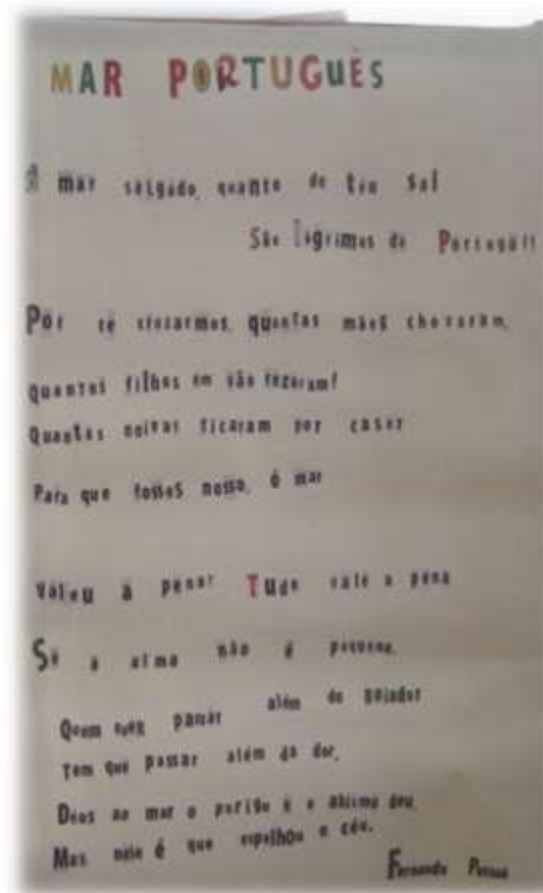 MAR PORTUGUÊS
Ó mar salgado, quanto do teu sal
São lágrimas de Portugal!
Por te cruzarmos, quantas mães choraram,
Quantos filhos em vão rezaram!
Quantas noivas ficaram por casar
Para que fosses nosso, ó mar
Valeu a pena? Tudo vale a pena
Se a alma não é pequena.
Quem quer passar além do Bojador
Tem que passar além da dor.
Deus ao mar o perigo e o abismo deu,
Mas nele é que espelhou o céu.
Fernando Pessoa